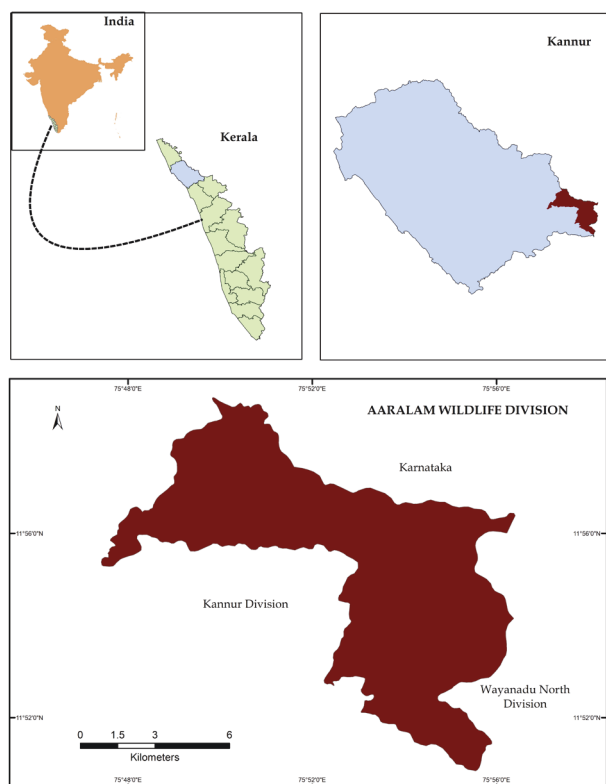 India
Kerala
Kannur
75°48'0"E
75°52'0"E
75°56'0"E
N
AARALAM WILDLIFE DIVISION
Karnataka
11°56'0"N
11°56'0"N
Kannur Division
Wayanadu North
Division
11°52'0"N
11°52'0"N
0 1.5 3 6
Kilometers
75°48'0"E
75°52'0"E
75°56'0"E